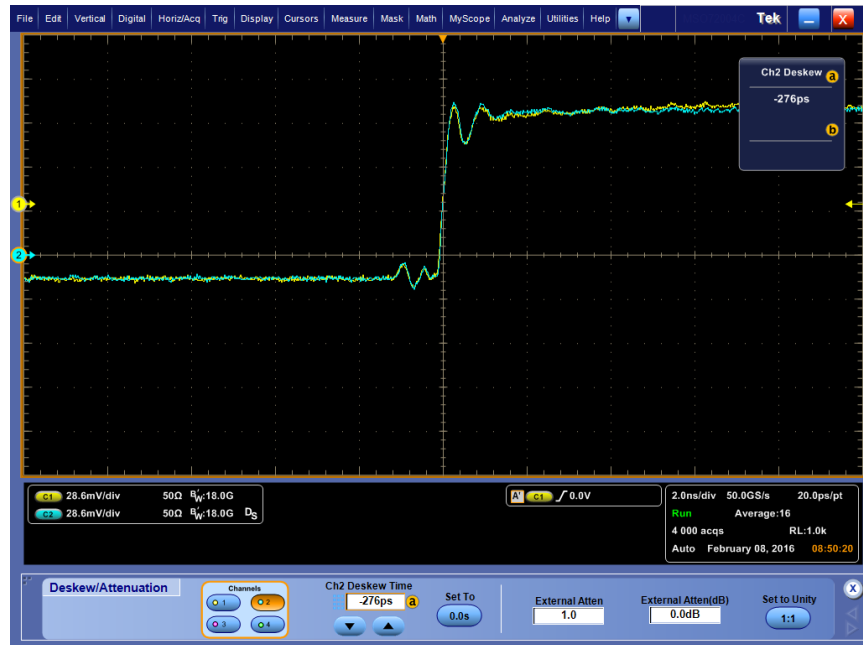 File Edit Vertical Digital Horiz/Acq Trig Display Cursors Measure Mask Math MyScope Analyze Utilities Help Tek X
Ch2 Deskew a
-276ps
b
1
2
C1 28.6mV/div 50Ω BW:18.0G
C2 28.6mV/div 50Ω BW:18.0G DS
A' C1 0.0V
2.0ns/div 50.0GS/s 20.0ps/pt
Run Average:16
4 000 acqs RL:1.0k
Auto February 08, 2016 08:50:20
Deskew/Attenuation
Channels
1 2
3 4
Ch2 Deskew Time
-276ps a
Set To
0.0s
External Atten
1.0
External Atten(dB)
0.0dB
Set to Unity
1:1
X